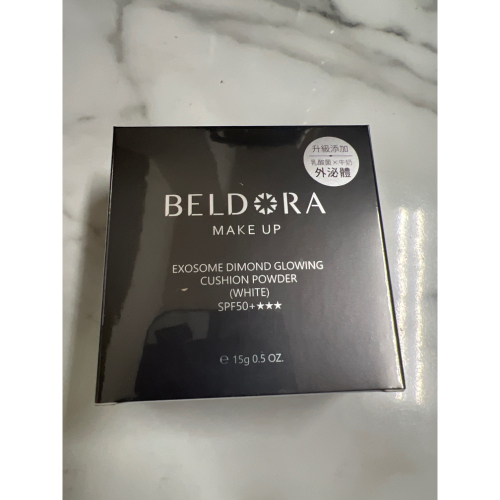 升級添加
乳酸菌×牛奶
外泌體
BELDORA
MAKE UP
EXOSOME DIMOND GLOWING
CUSHION POWDER
(WHITE)
SPF50+★★★
℮ 15g 0.5 OZ.